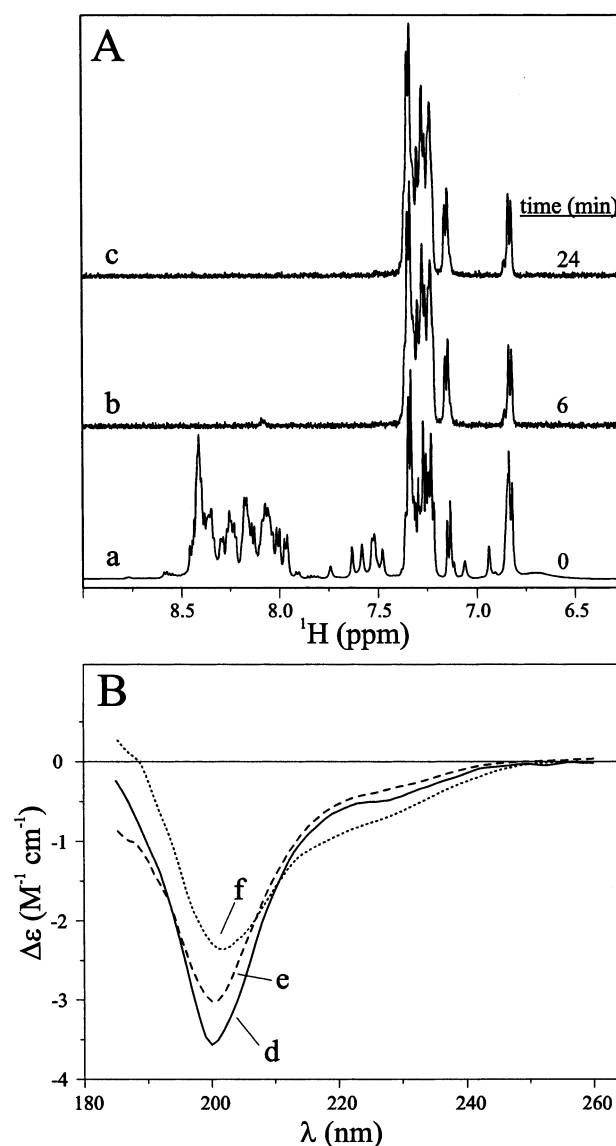 A
time (min)
c
24
b
6
a
0
8.5 8.0 7.5 7.0 6.5
¹H (ppm)
B
0
-1
-2
-3
-4
Δε (M⁻¹ cm⁻¹)
f
e
d
180 200 220 240 260
λ (nm)